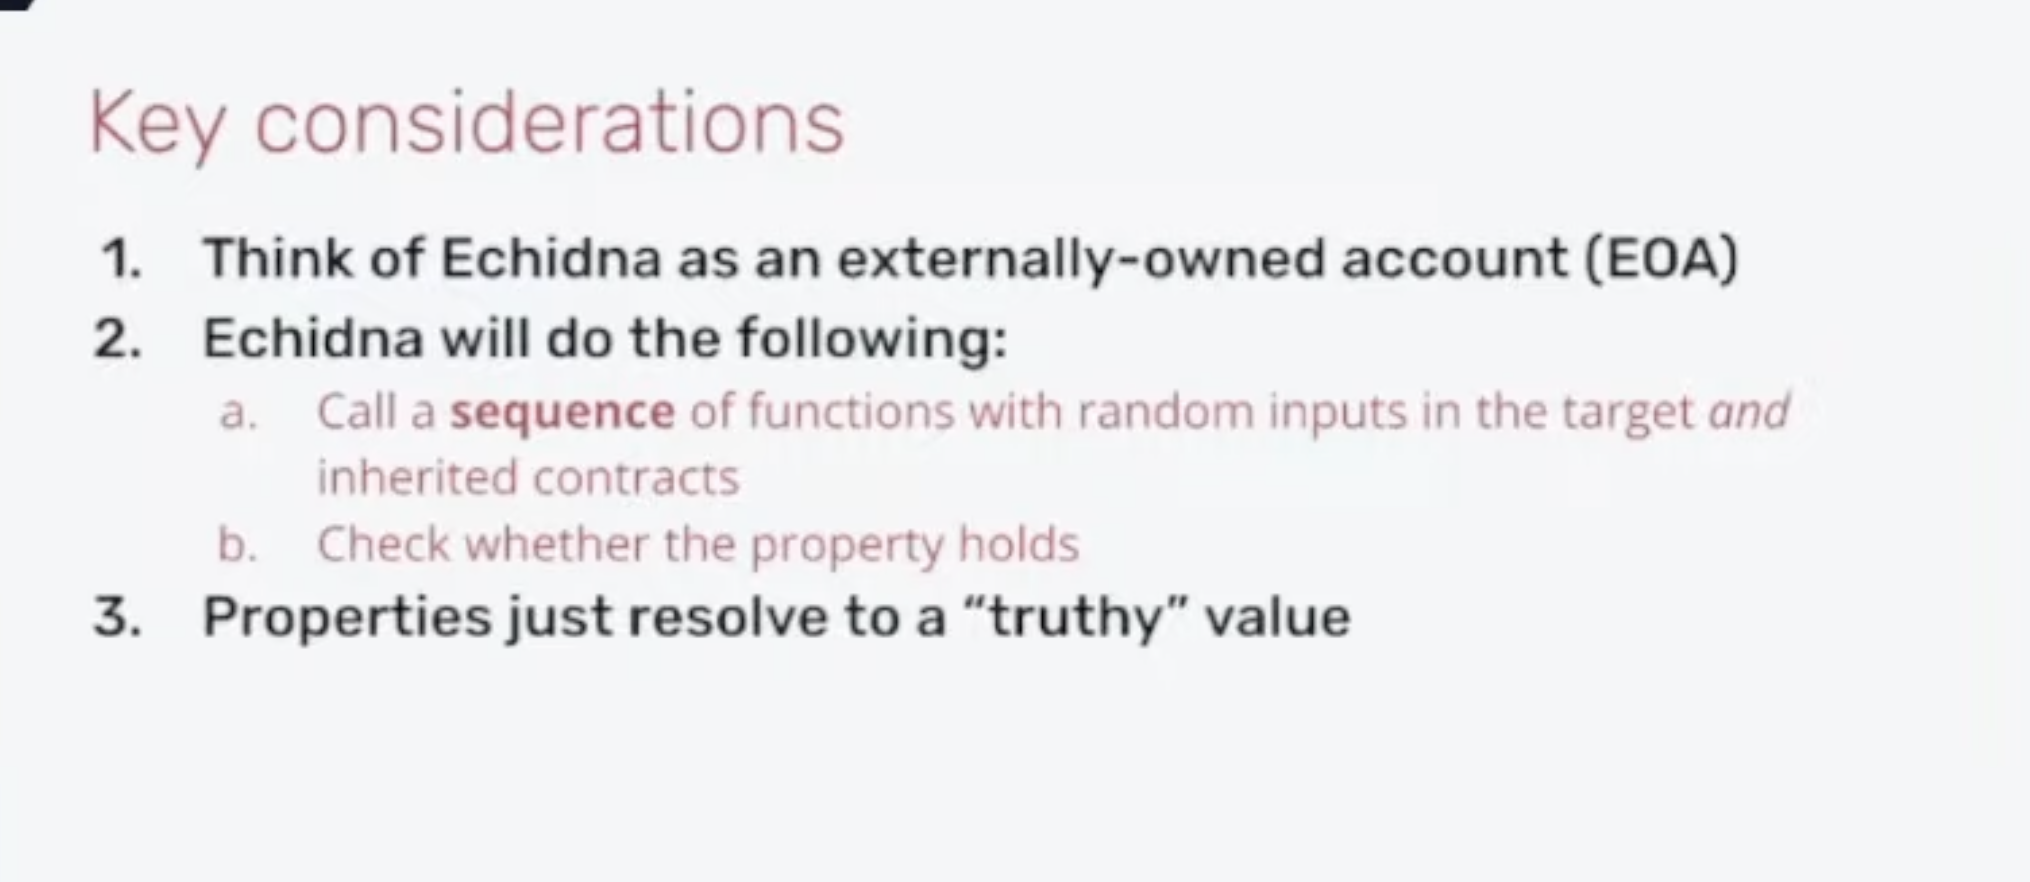 Key considerations
1. Think of Echidna as an externally-owned account (EOA)
2. Echidna will do the following:
a. Call a sequence of functions with random inputs in the target and
inherited contracts
b. Check whether the property holds
3. Properties just resolve to a “truthy” value